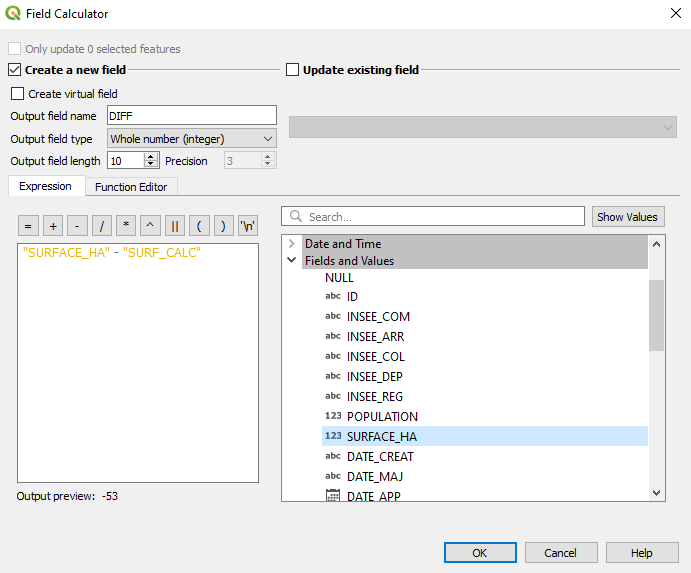 Field Calculator
Only update 0 selected features
Create a new field
Update existing field
Create virtual field
Output field name DIFF
Output field type Whole number (integer)
Output field length 10 Precision 3
Expression Function Editor
= + - / * ^ || ( ) '\n'
"SURFACE_HA" - "SURF_CALC"
Output preview: -53
Search... Show Values
Date and Time
Fields and Values
NULL
abc ID
abc INSEE_COM
abc INSEE_ARR
abc INSEE_COL
abc INSEE_DEP
abc INSEE_REG
123 POPULATION
123 SURFACE_HA
abc DATE_CREAT
abc DATE_MAJ
DATE_APP
OK Cancel Help